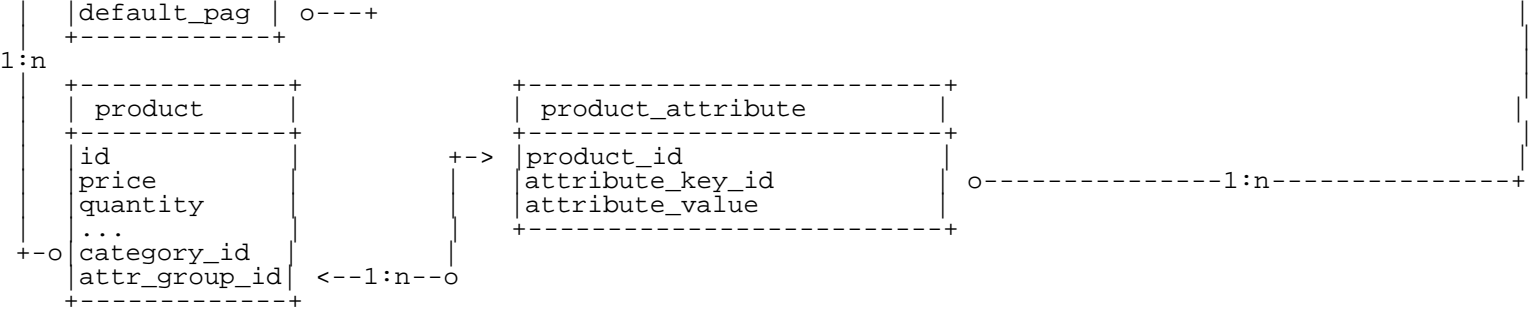 |   |default_pag | o---+                                                                        |
|   +------------+                                                                              |
1:n                                                                                             |
|   +-------------+              +--------------------------+                                   |
|   | product     |              | product_attribute        |                                   |
|   +-------------+              +--------------------------+                                   |
|   |id           |          +-> |product_id                |                                   |
|   |price        |          |   |attribute_key_id          | o---------------1:n---------------+
|   |quantity     |          |   |attribute_value           |
|   |...          |          |   +--------------------------+
+-o|category_id   |          |
    |attr_group_id| <--1:n--o
    +-------------+